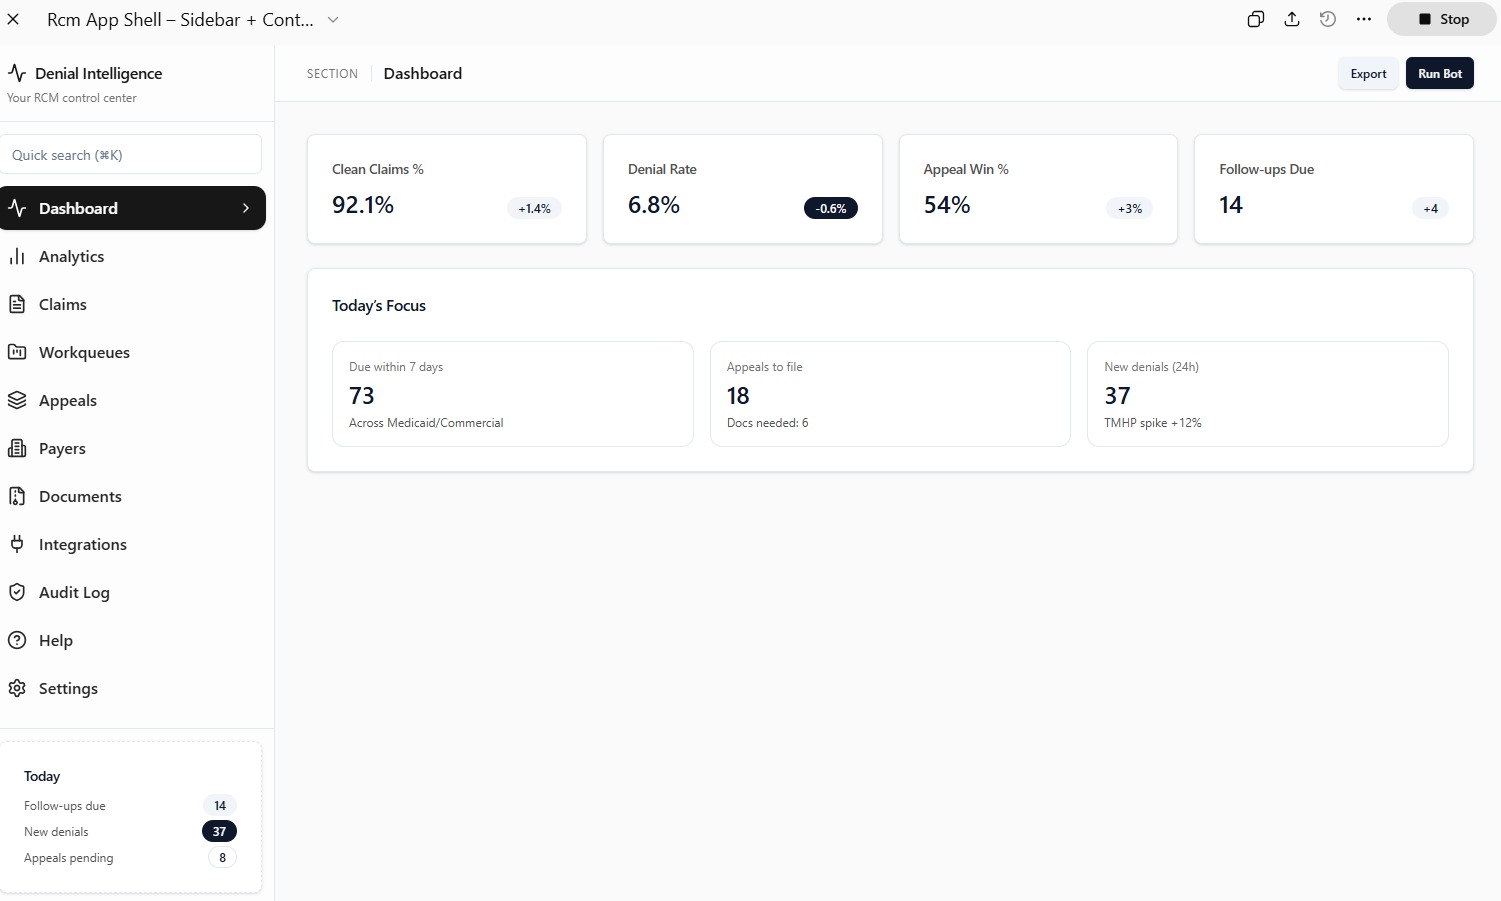 Rcm App Shell – Sidebar + Cont...
Stop
Denial Intelligence
Your RCM control center
Quick search (⌘K)
Dashboard
Analytics
Claims
Workqueues
Appeals
Payers
Documents
Integrations
Audit Log
Help
Settings
Today
Follow-ups due 14
New denials 37
Appeals pending 8
SECTION Dashboard
Export Run Bot
Clean Claims %
92.1% +1.4%
Denial Rate
6.8% -0.6%
Appeal Win %
54% +3%
Follow-ups Due
14 +4
Today’s Focus
Due within 7 days
73
Across Medicaid/Commercial
Appeals to file
18
Docs needed: 6
New denials (24h)
37
TMHP spike +12%